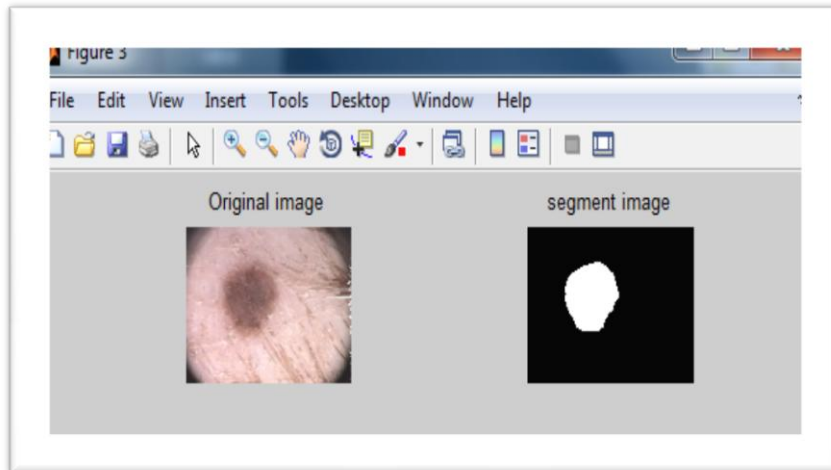 Figure 3
File Edit View Insert Tools Desktop Window Help
Original image segment image